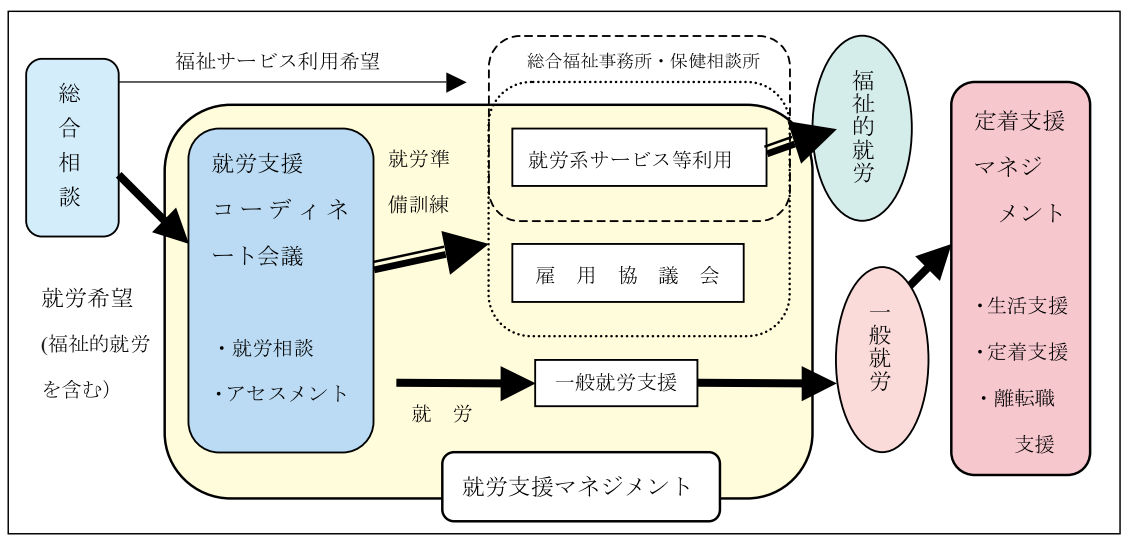 福祉サービス利用希望
総合福祉事務所・保健相談所
総
合
相
談
就労希望
(福祉的就労
を含む）
就労支援
コーディネ
ート会議
・就労相談
・アセスメント
就労準
備訓練
就労系サービス等利用
雇用協議会
就 労
一般就労支援
就労支援マネジメント
福祉的就労
一般就労
定着支援
マネジ
メント
・生活支援
・定着支援
・離転職
支援